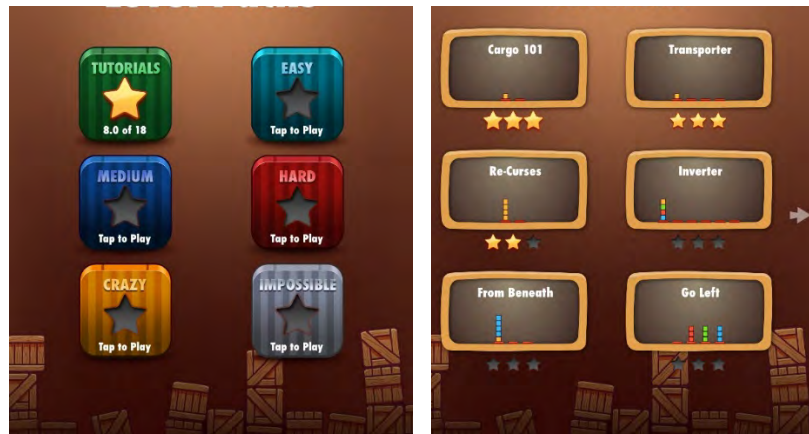 TUTORIALS
8.0 of 18
EASY
Tap to Play
MEDIUM
Tap to Play
HARD
Tap to Play
CRAZY
Tap to Play
IMPOSSIBLE
Tap to Play
Cargo 101
Transporter
Re-Curses
Inverter
From Beneath
Go Left